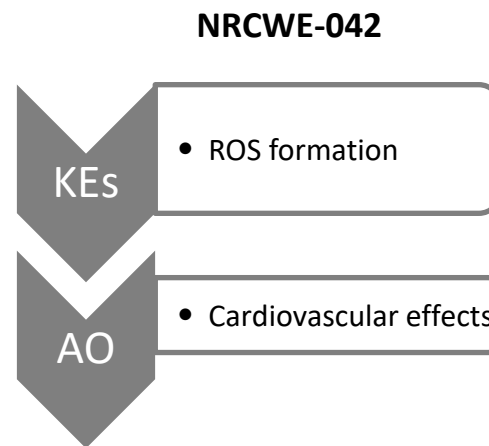 NRCWE-042
KEs
• ROS formation
AO
• Cardiovascular effects